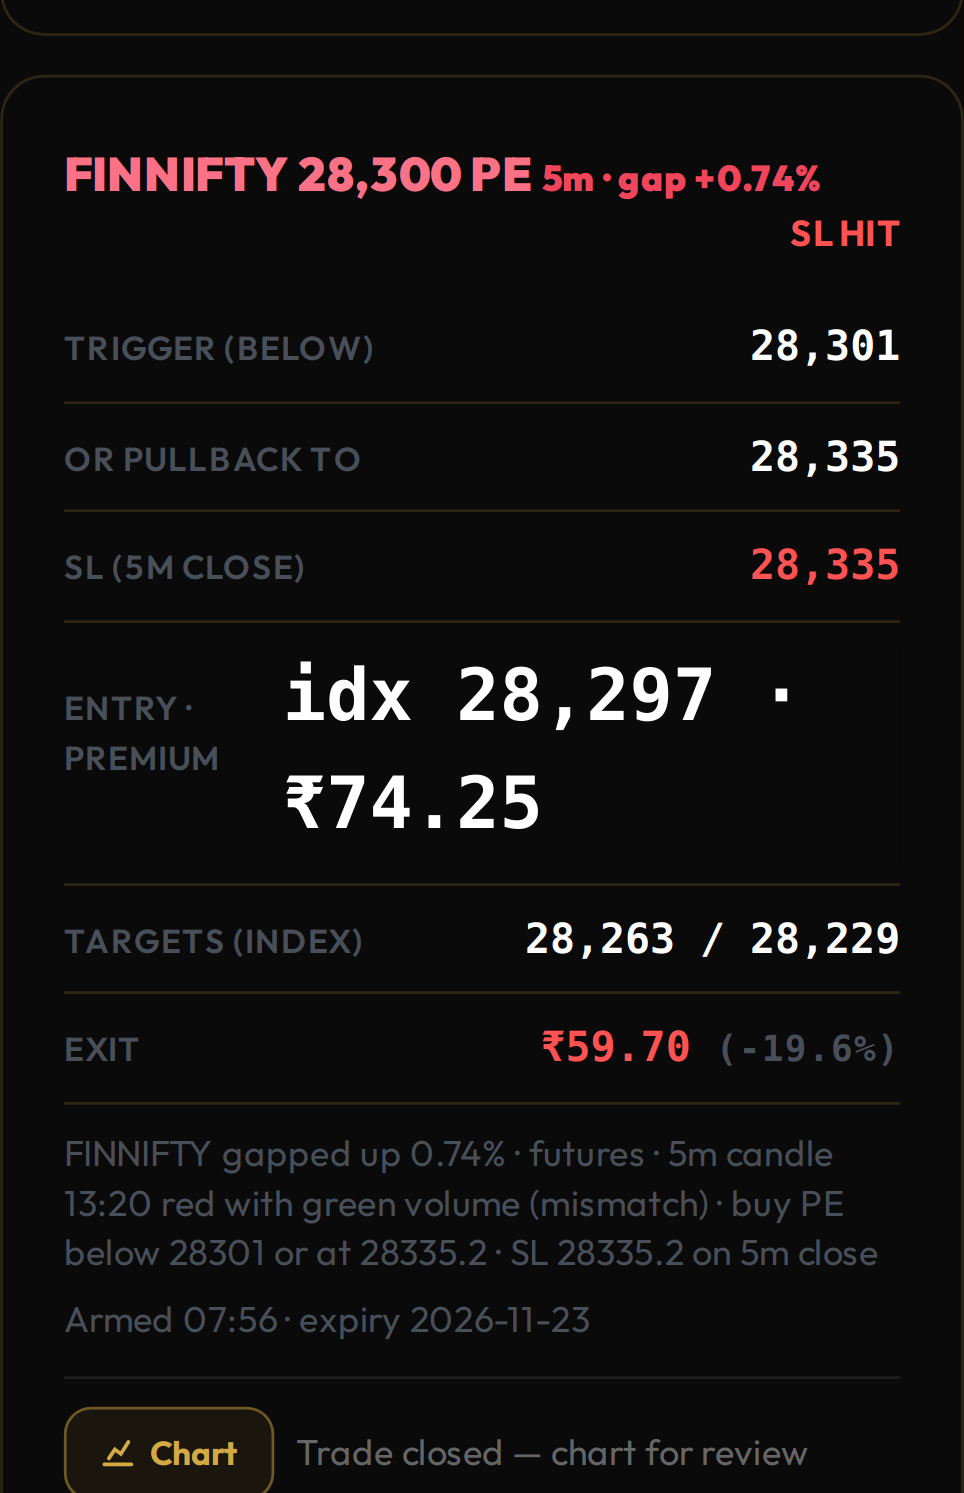 FINNIFTY 28,300 PE 5m · gap +0.74%
SL HIT
TRIGGER (BELOW) 28,301
OR PULLBACK TO 28,335
SL (5M CLOSE) 28,335
ENTRY · PREMIUM idx 28,297 · ₹74.25
TARGETS (INDEX) 28,263 / 28,229
EXIT ₹59.70 (-19.6%)
FINNIFTY gapped up 0.74% · futures · 5m candle
13:20 red with green volume (mismatch) · buy PE
below 28301 or at 28335.2 · SL 28335.2 on 5m close
Armed 07:56 · expiry 2026-11-23
Chart Trade closed — chart for review